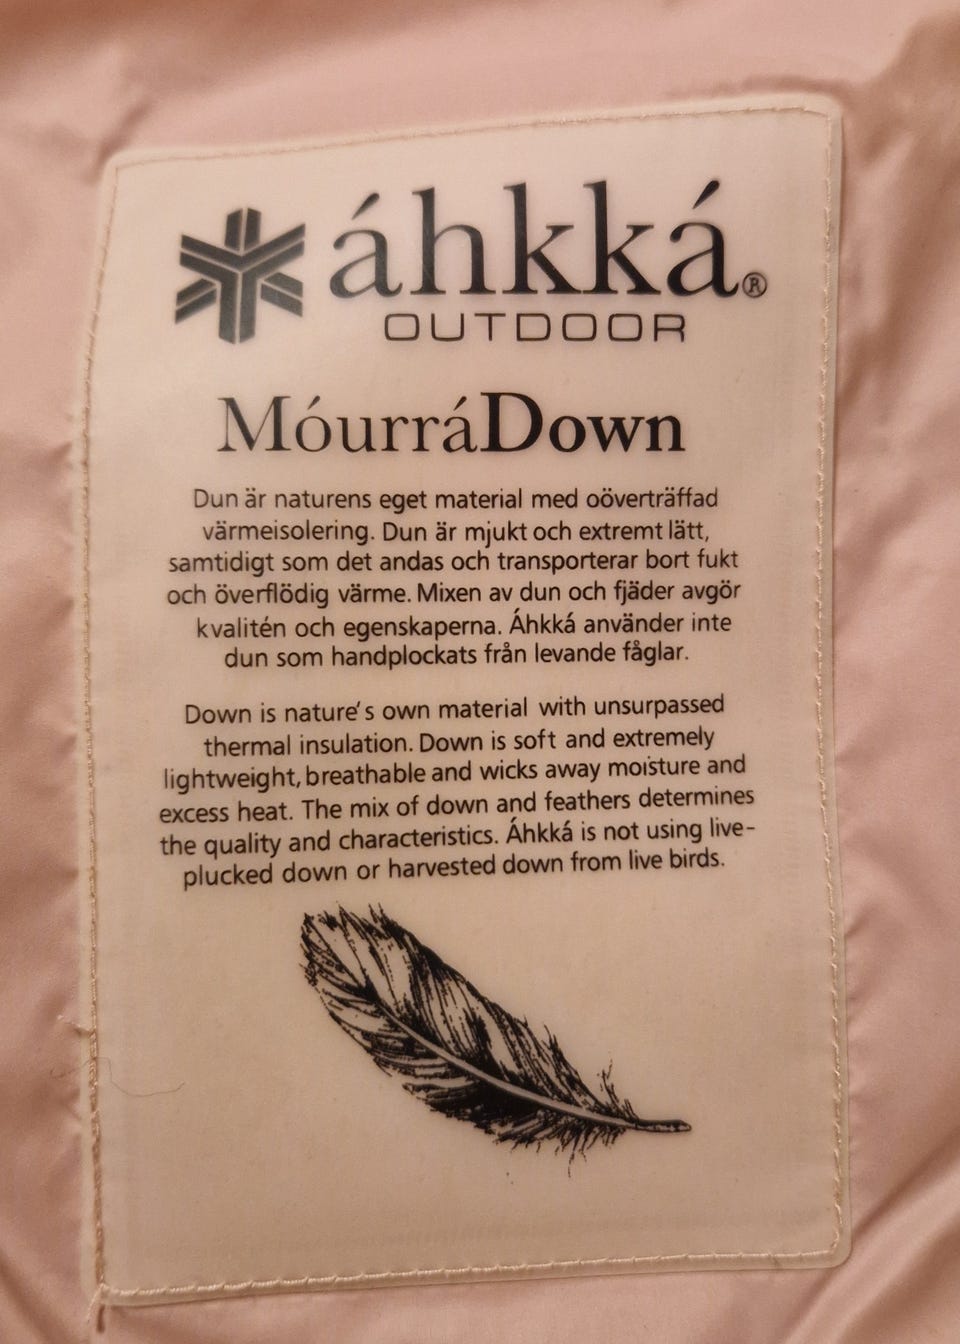 áhkká®
OUTDOOR
MóurráDown
Dun är naturens eget material med oöverträffad
värmeisolering. Dun är mjukt och extremt lätt,
samtidigt som det andas och transporterar bort fukt
och överflödig värme. Mixen av dun och fjäder avgör
kvalitén och egenskaperna. Áhkká använder inte
dun som handplockats från levande fåglar.
Down is nature's own material with unsurpassed
thermal insulation. Down is soft and extremely
lightweight, breathable and wicks away moisture and
excess heat. The mix of down and feathers determines
the quality and characteristics. Áhkká is not using live-
plucked down or harvested down from live birds.